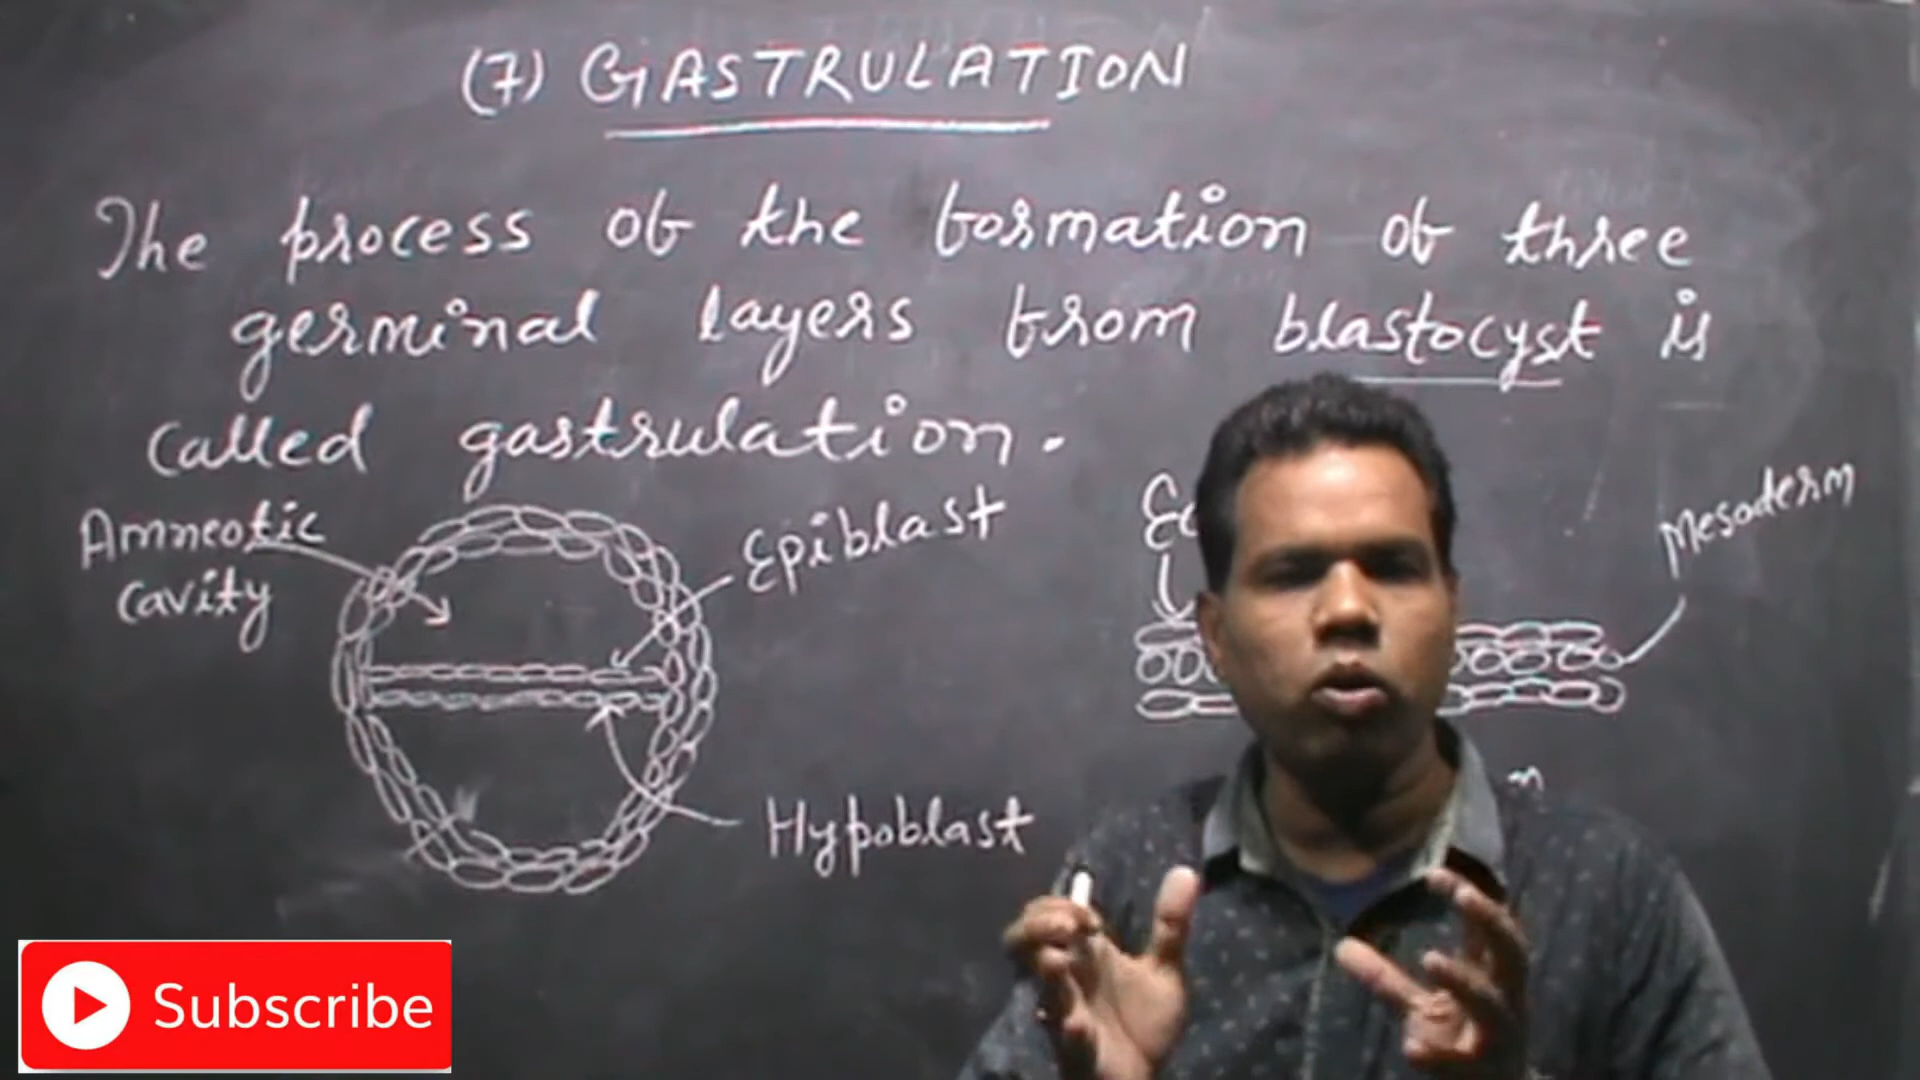 (7) GASTRULATION
The process of the formation of three
germinal layers from blastocyst is
called gastrulation.
Amneotic
cavity
Epiblast
Hypoblast
Mesoderm
Subscribe